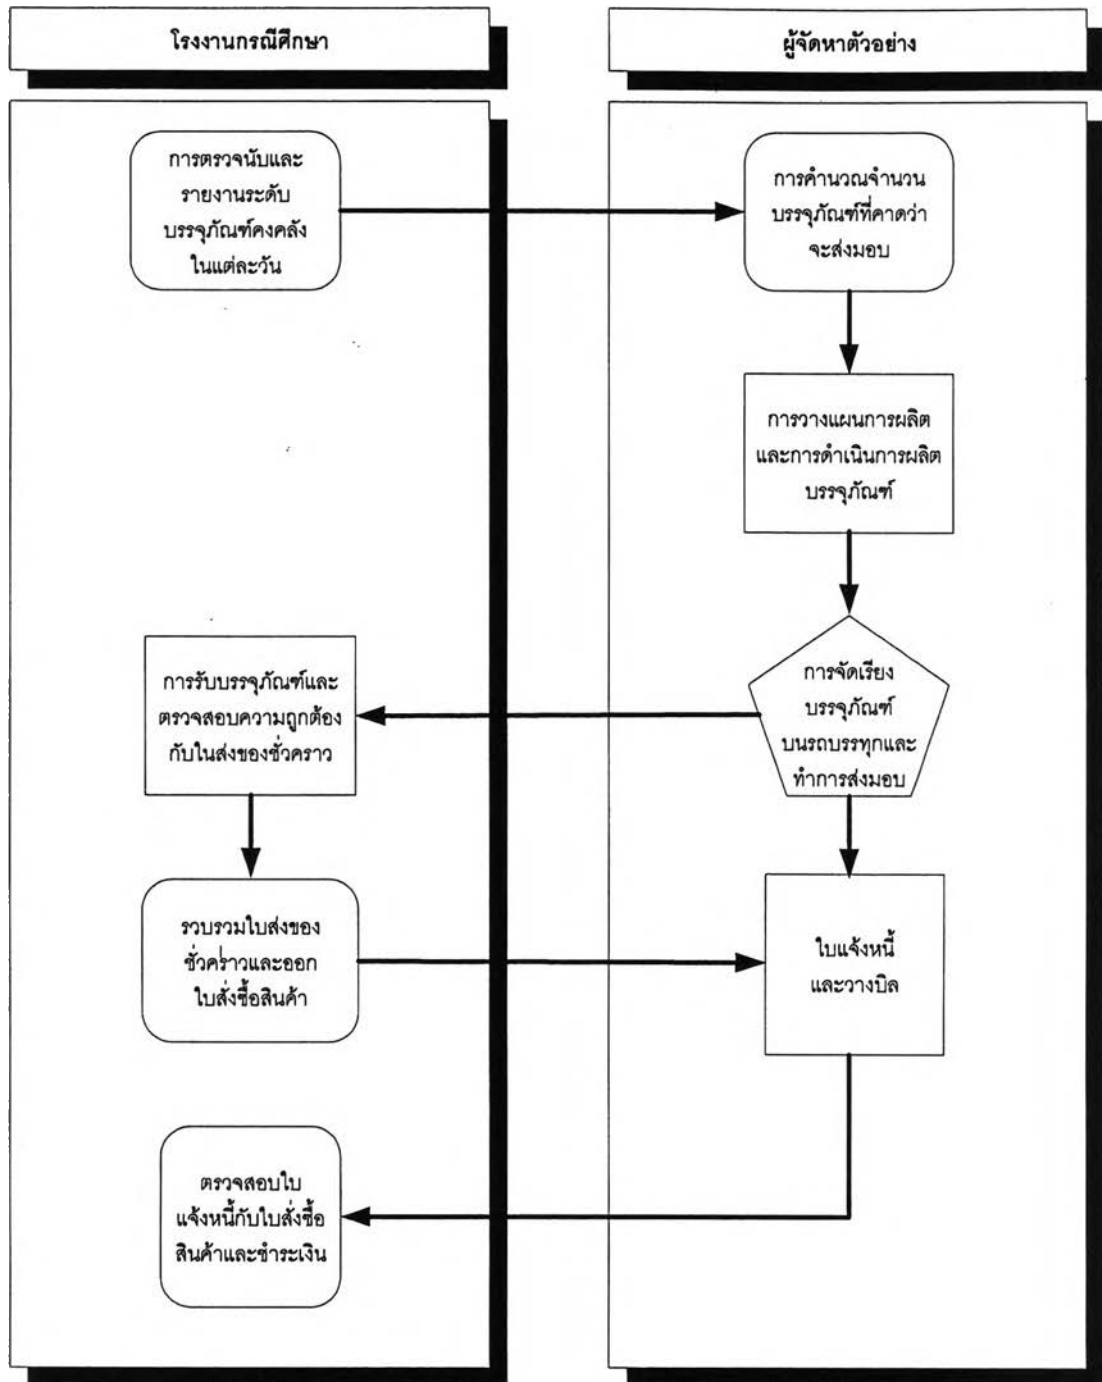 โรงงานกรณีศึกษา
ผู้จัดหาตัวอย่าง
การตรวจนับและ
รายงานระดับ
บรรจุภัณฑ์คงคลัง
ในแต่ละวัน
การคำนวณจำนวน
บรรจุภัณฑ์ที่คาดว่า
จะส่งมอบ
การวางแผนการผลิต
และการดำเนินการผลิต
บรรจุภัณฑ์
การจัดเรียง
บรรจุภัณฑ์
บนรถบรรทุกและ
ทำการส่งมอบ
การรับบรรจุภัณฑ์และ
ตรวจสอบความถูกต้อง
กับในส่งของชั่วคราว
รวบรวมใบส่งของ
ชั่วคร่าวและออก
ใบสั่งซื้อสินค้า
ใบแจ้งหนี้
และวางบิล
ตรวจสอบใบ
แจ้งหนี้กับใบสั่งซื้อ
สินค้าและชำระเงิน